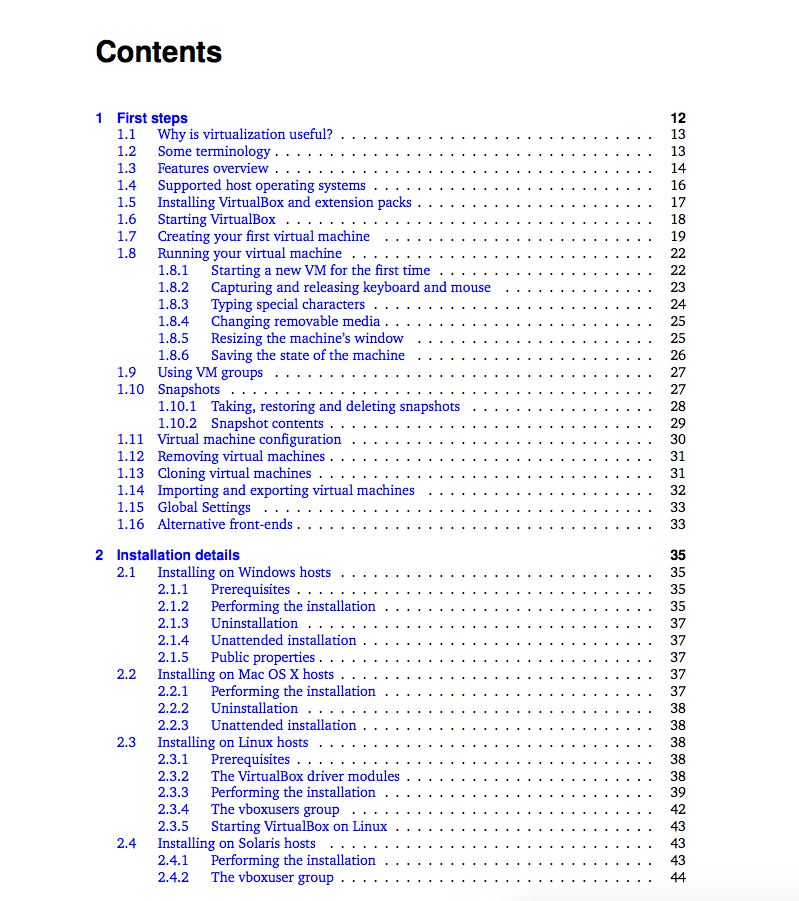 Contents
1 First steps 12
1.1 Why is virtualization useful? . . . . . . . . . . . . . . . . . . . . . . . . . . . . . 13
1.2 Some terminology . . . . . . . . . . . . . . . . . . . . . . . . . . . . . . . . . . . 13
1.3 Features overview . . . . . . . . . . . . . . . . . . . . . . . . . . . . . . . . . . . 14
1.4 Supported host operating systems . . . . . . . . . . . . . . . . . . . . . . . . . . 16
1.5 Installing VirtualBox and extension packs . . . . . . . . . . . . . . . . . . . . . . 17
1.6 Starting VirtualBox . . . . . . . . . . . . . . . . . . . . . . . . . . . . . . . . . . 18
1.7 Creating your first virtual machine . . . . . . . . . . . . . . . . . . . . . . . . . 19
1.8 Running your virtual machine . . . . . . . . . . . . . . . . . . . . . . . . . . . . 22
1.8.1 Starting a new VM for the first time . . . . . . . . . . . . . . . . . . . . 22
1.8.2 Capturing and releasing keyboard and mouse . . . . . . . . . . . . . . 23
1.8.3 Typing special characters . . . . . . . . . . . . . . . . . . . . . . . . . . 24
1.8.4 Changing removable media . . . . . . . . . . . . . . . . . . . . . . . . . 25
1.8.5 Resizing the machine's window . . . . . . . . . . . . . . . . . . . . . . 25
1.8.6 Saving the state of the machine . . . . . . . . . . . . . . . . . . . . . . 26
1.9 Using VM groups . . . . . . . . . . . . . . . . . . . . . . . . . . . . . . . . . . . 27
1.10 Snapshots . . . . . . . . . . . . . . . . . . . . . . . . . . . . . . . . . . . . . . . 27
1.10.1 Taking, restoring and deleting snapshots . . . . . . . . . . . . . . . . . 28
1.10.2 Snapshot contents . . . . . . . . . . . . . . . . . . . . . . . . . . . . . . 29
1.11 Virtual machine configuration . . . . . . . . . . . . . . . . . . . . . . . . . . . . 30
1.12 Removing virtual machines . . . . . . . . . . . . . . . . . . . . . . . . . . . . . . 31
1.13 Cloning virtual machines . . . . . . . . . . . . . . . . . . . . . . . . . . . . . . . 31
1.14 Importing and exporting virtual machines . . . . . . . . . . . . . . . . . . . . . 32
1.15 Global Settings . . . . . . . . . . . . . . . . . . . . . . . . . . . . . . . . . . . . 33
1.16 Alternative front-ends . . . . . . . . . . . . . . . . . . . . . . . . . . . . . . . . . 33
2 Installation details 35
2.1 Installing on Windows hosts . . . . . . . . . . . . . . . . . . . . . . . . . . . . . 35
2.1.1 Prerequisites . . . . . . . . . . . . . . . . . . . . . . . . . . . . . . . . . 35
2.1.2 Performing the installation . . . . . . . . . . . . . . . . . . . . . . . . . 35
2.1.3 Uninstallation . . . . . . . . . . . . . . . . . . . . . . . . . . . . . . . . 37
2.1.4 Unattended installation . . . . . . . . . . . . . . . . . . . . . . . . . . . 37
2.1.5 Public properties . . . . . . . . . . . . . . . . . . . . . . . . . . . . . . . 37
2.2 Installing on Mac OS X hosts . . . . . . . . . . . . . . . . . . . . . . . . . . . . . 37
2.2.1 Performing the installation . . . . . . . . . . . . . . . . . . . . . . . . . 37
2.2.2 Uninstallation . . . . . . . . . . . . . . . . . . . . . . . . . . . . . . . . 38
2.2.3 Unattended installation . . . . . . . . . . . . . . . . . . . . . . . . . . . 38
2.3 Installing on Linux hosts . . . . . . . . . . . . . . . . . . . . . . . . . . . . . . . 38
2.3.1 Prerequisites . . . . . . . . . . . . . . . . . . . . . . . . . . . . . . . . . 38
2.3.2 The VirtualBox driver modules . . . . . . . . . . . . . . . . . . . . . . . 38
2.3.3 Performing the installation . . . . . . . . . . . . . . . . . . . . . . . . . 39
2.3.4 The vboxusers group . . . . . . . . . . . . . . . . . . . . . . . . . . . . 42
2.3.5 Starting VirtualBox on Linux . . . . . . . . . . . . . . . . . . . . . . . . 43
2.4 Installing on Solaris hosts . . . . . . . . . . . . . . . . . . . . . . . . . . . . . . 43
2.4.1 Performing the installation . . . . . . . . . . . . . . . . . . . . . . . . . 43
2.4.2 The vboxuser group . . . . . . . . . . . . . . . . . . . . . . . . . . . . . 44